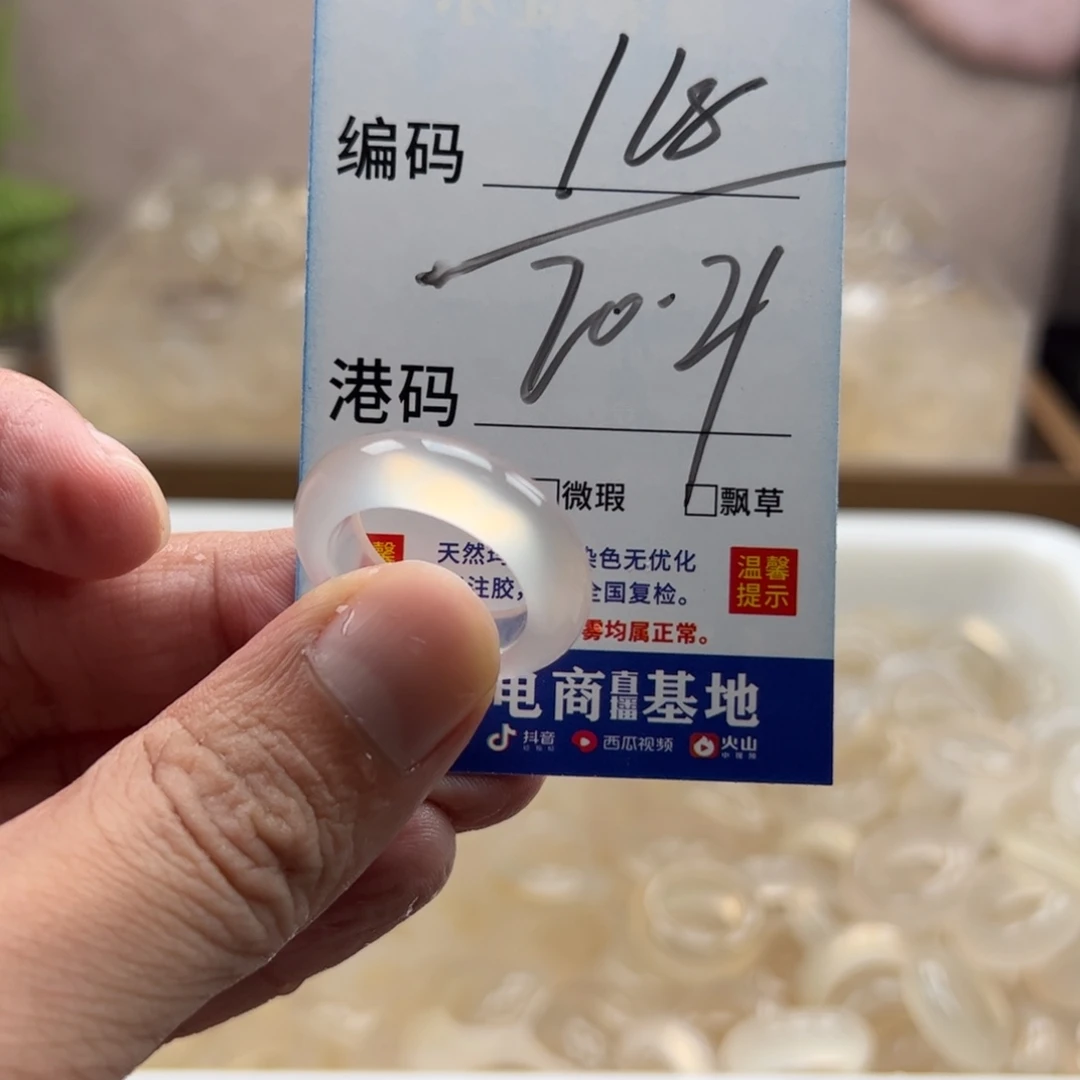 编码 118
港码 20.4
微瑕 飘草
天然 染色无优化 温馨提示
注胶， 全国复检。
雾均属正常。
电商直播基地
抖音 西瓜视频 火山